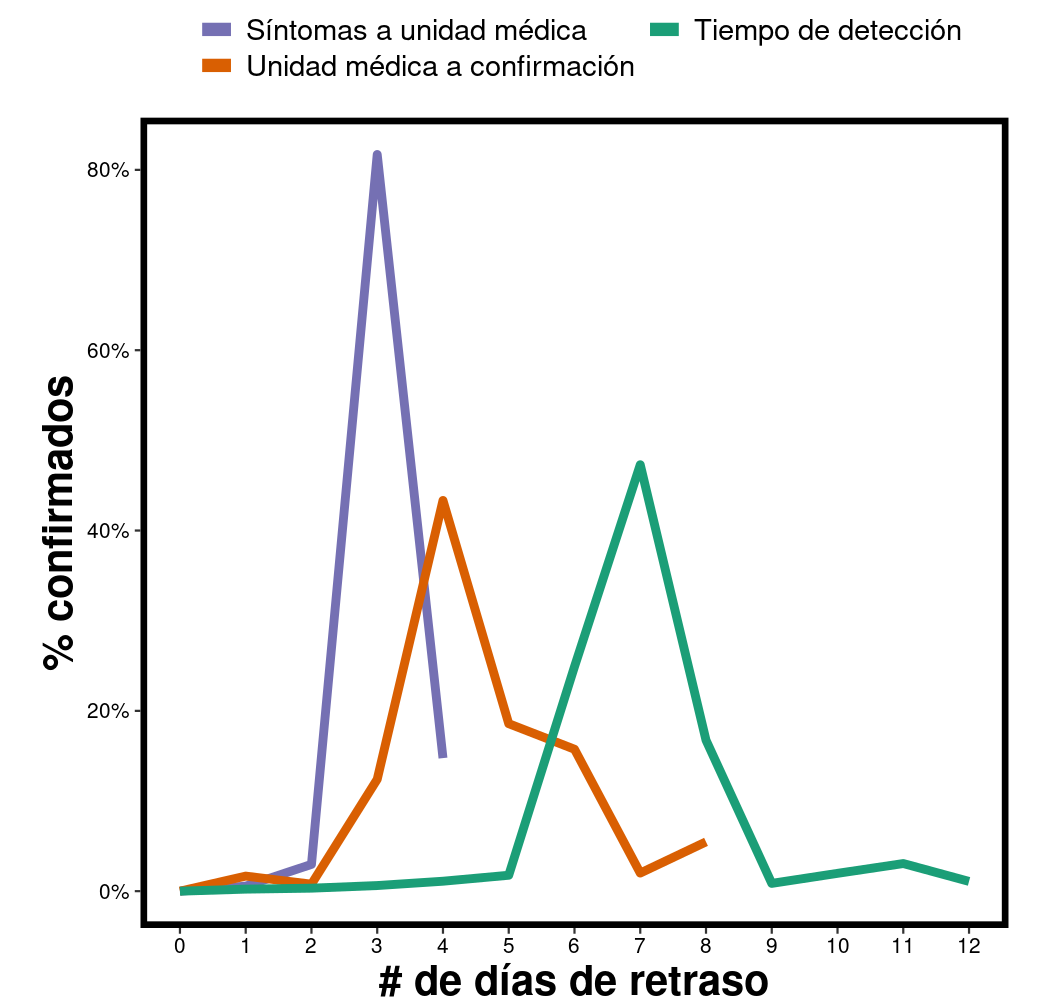 Síntomas a unidad médica
Tiempo de detección
Unidad médica a confirmación
80%
60%
40%
20%
0%
% confirmados
0 1 2 3 4 5 6 7 8 9 10 11 12
# de días de retraso